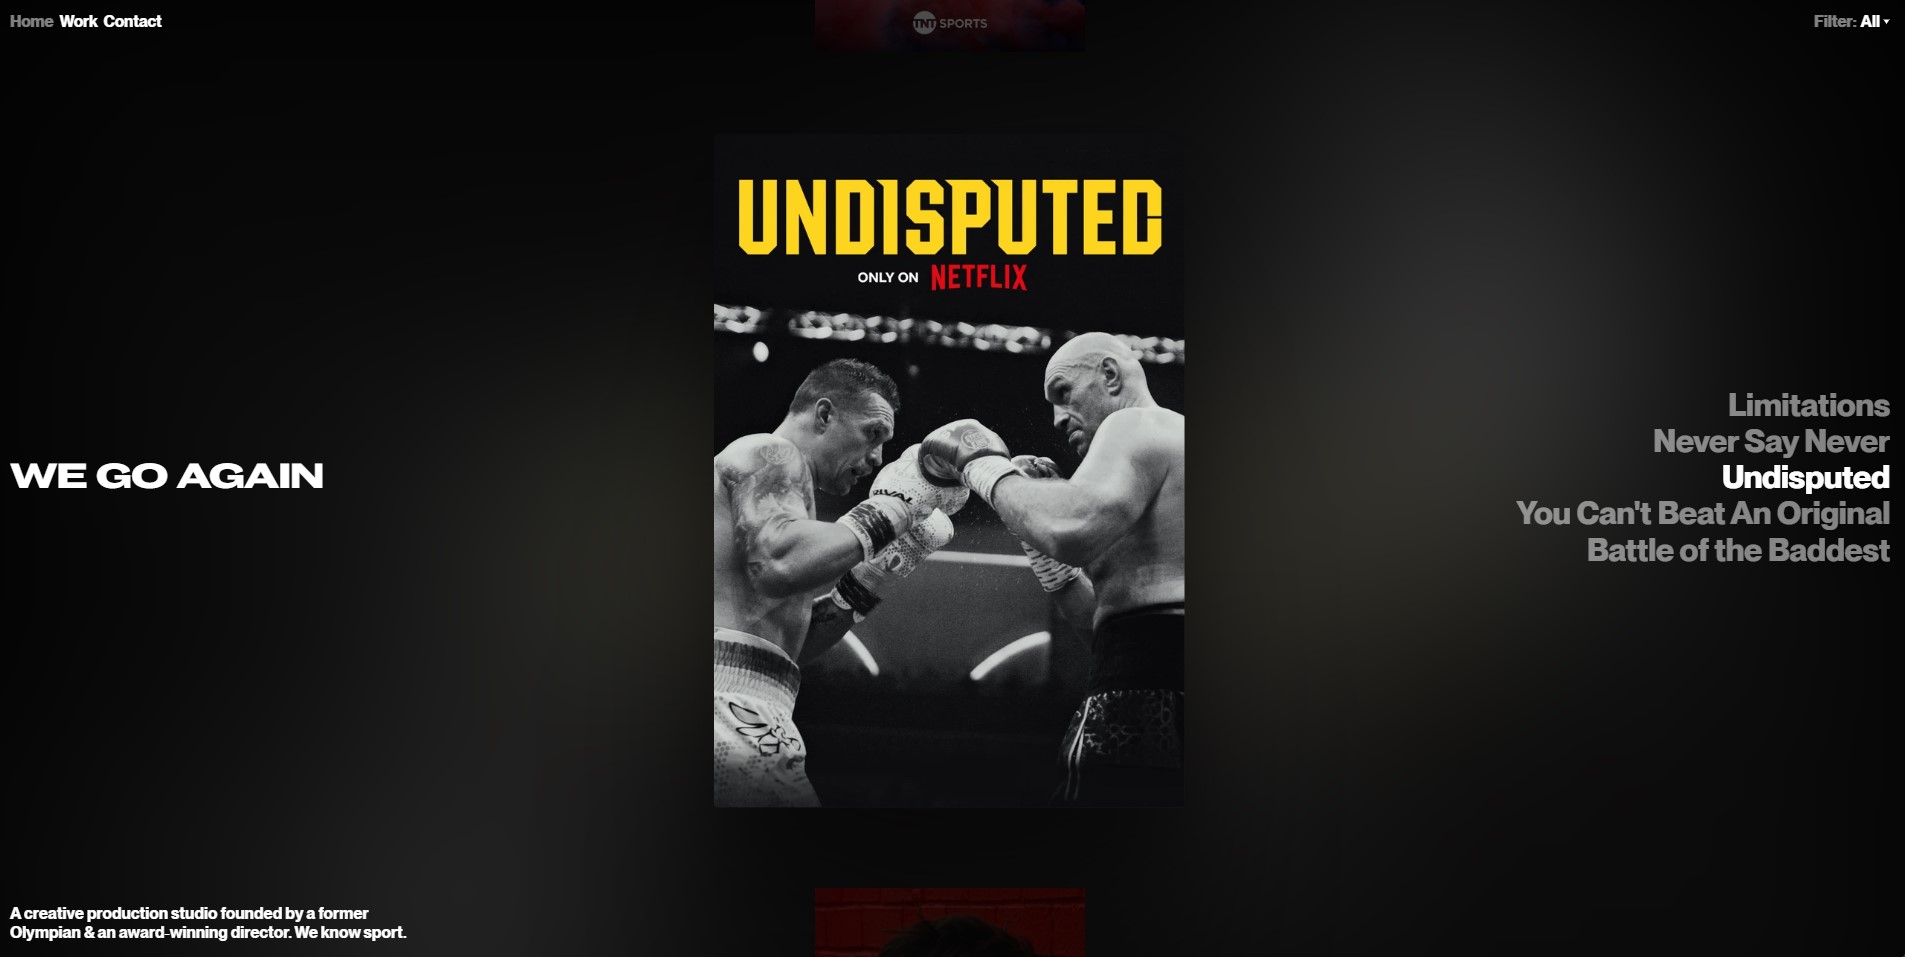 Home Work Contact
TNT SPORTS
Filter: All
UNDISPUTED
ONLY ON NETFLIX
RIVAL
WE GO AGAIN
Limitations
Never Say Never
Undisputed
You Can't Beat An Original
Battle of the Baddest
A creative production studio founded by a former
Olympian & an award-winning director. We know sport.